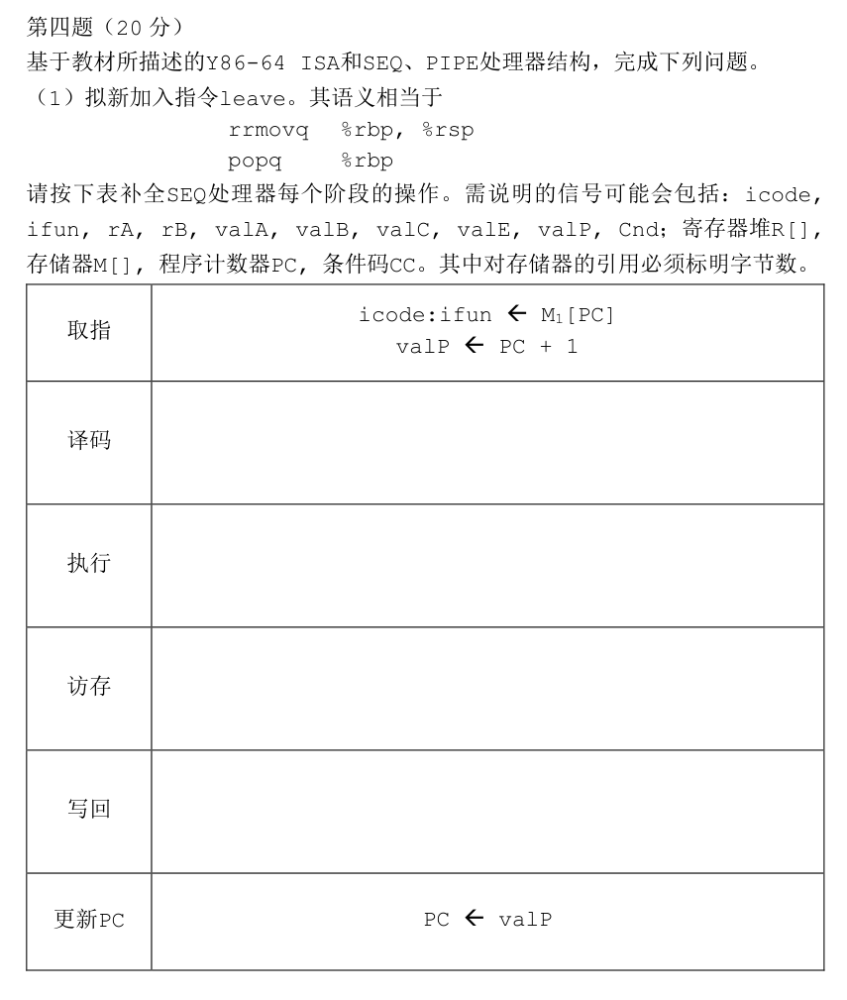 第四题（20 分）
基于教材所描述的Y86-64 ISA和SEQ、PIPE处理器结构，完成下列问题。
（1）拟新加入指令leave。其语义相当于
rrmovq %rbp, %rsp
popq %rbp
请按下表补全SEQ处理器每个阶段的操作。需说明的信号可能会包括：icode,
ifun, rA, rB, valA, valB, valC, valE, valP, Cnd；寄存器堆R[],
存储器M[], 程序计数器PC, 条件码CC。其中对存储器的引用必须标明字节数。
取指
icode:ifun ← M₁[PC]
valP ← PC + 1
译码
执行
访存
写回
更新PC
PC ← valP